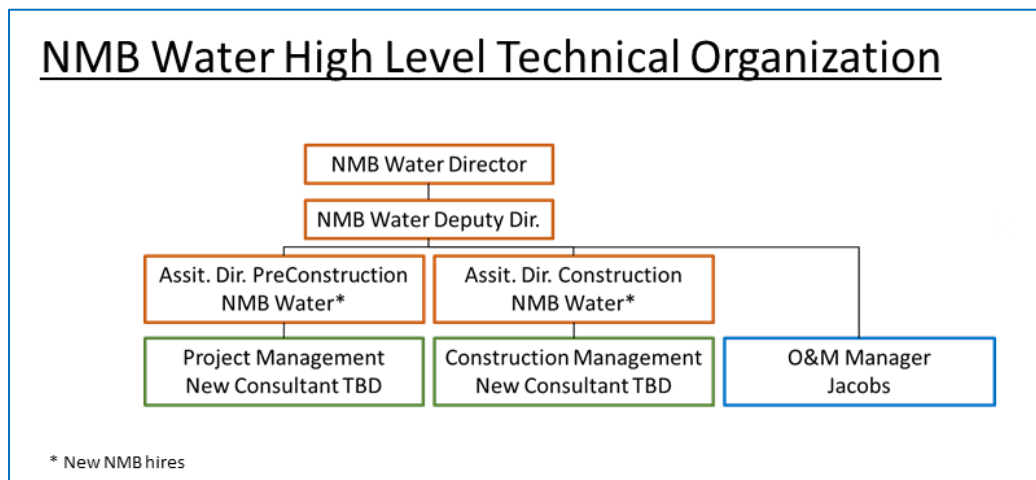 NMB Water High Level Technical Organization
NMB Water Director
NMB Water Deputy Dir.
Assit. Dir. PreConstruction
NMB Water*
Assit. Dir. Construction
NMB Water*
Project Management
New Consultant TBD
Construction Management
New Consultant TBD
O&M Manager
Jacobs
* New NMB hires